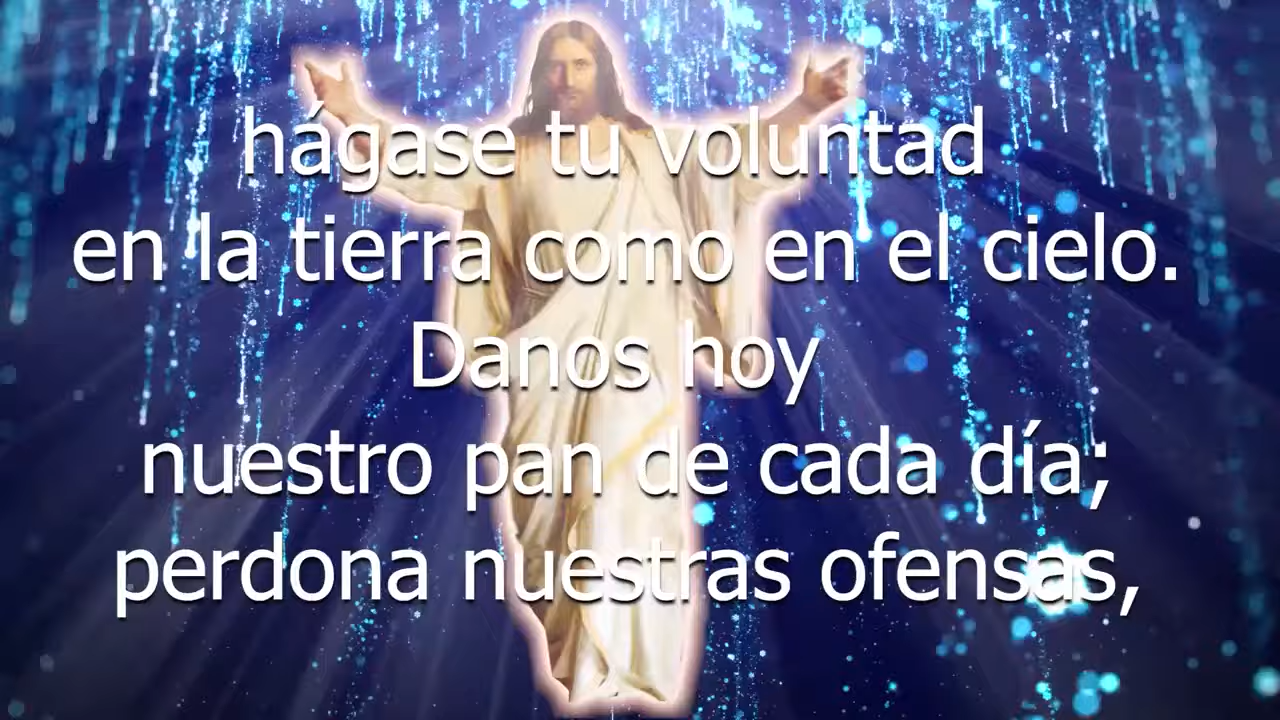 hágase tu voluntad
en la tierra como en el cielo.
Danos hoy
nuestro pan de cada día;
perdona nuestras ofensas,